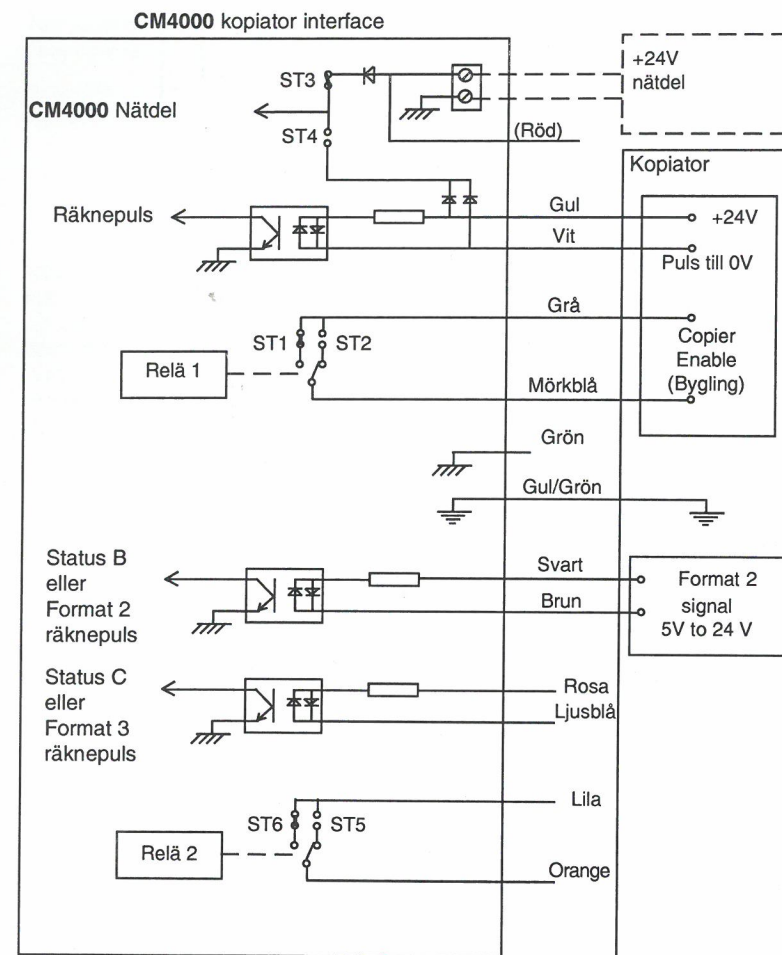 CM4000 kopiator interface
ST3
+24V
nätdel
CM4000 Nätdel
ST4
(Röd)
Kopiator
Räknepuls
Gul
+24V
Vit
Puls till 0V
Grå
ST1
ST2
Copier
Enable
(Bygling)
Relä 1
Mörkblå
Grön
Gul/Grön
Status B
eller
Format 2
räknepuls
Svart
Brun
Format 2
signal
5V to 24 V
Status C
eller
Format 3
räknepuls
Rosa
Ljusblå
Lila
ST6
ST5
Relä 2
Orange